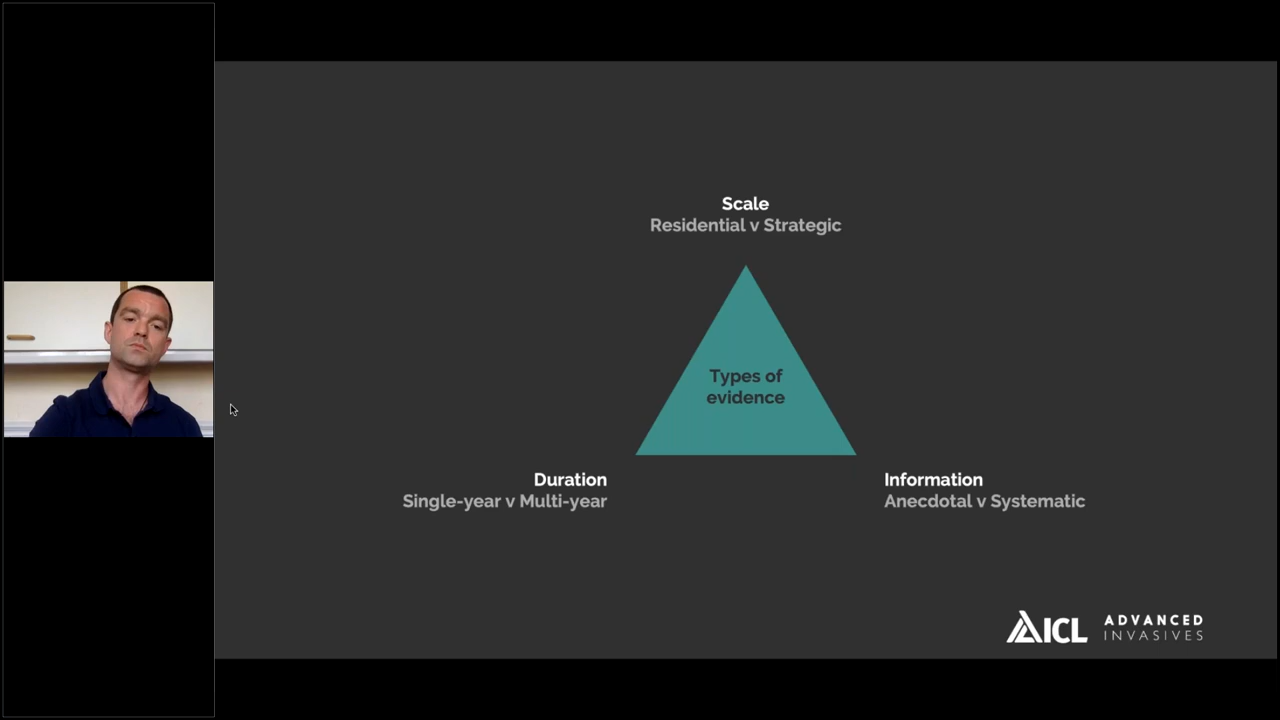 Scale
Residential v Strategic
Types of
evidence
Duration
Single-year v Multi-year
Information
Anecdotal v Systematic
ICL ADVANCED
INVASIVES